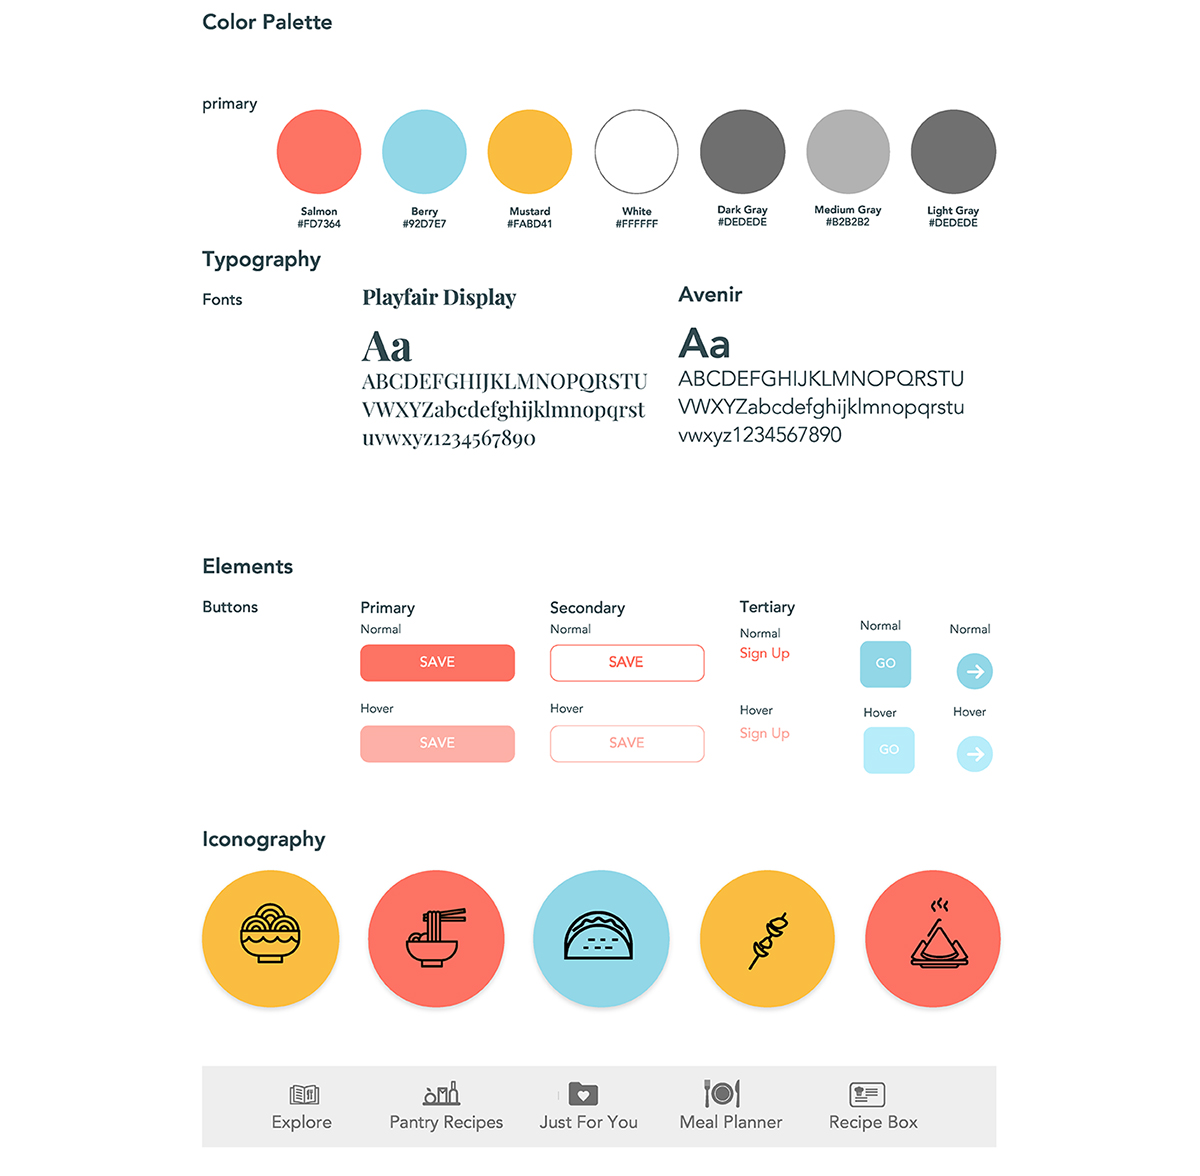 Color Palette
primary
Salmon
#FD7364
Berry
#92D7E7
Mustard
#FABD41
White
#FFFFFF
Dark Gray
#DEDEDE
Medium Gray
#B2B2B2
Light Gray
#DEDEDE
Typography
Fonts
Playfair Display
Aa
ABCDEFGHIJKLMNOPQRSTU
VWXYZabcdefghijklmnopqrst
uvwxyz1234567890
Avenir
Aa
ABCDEFGHIJKLMNOPQRSTU
VWXYZabcdefghijklmnopqrstu
vwxyz1234567890
Elements
Buttons
Primary
Normal
SAVE
Hover
SAVE
Secondary
Normal
SAVE
Hover
SAVE
Tertiary
Normal
Sign Up
Hover
Sign Up
Normal
GO
Hover
GO
Normal
Hover
Iconography
Explore
Pantry Recipes
Just For You
Meal Planner
Recipe Box